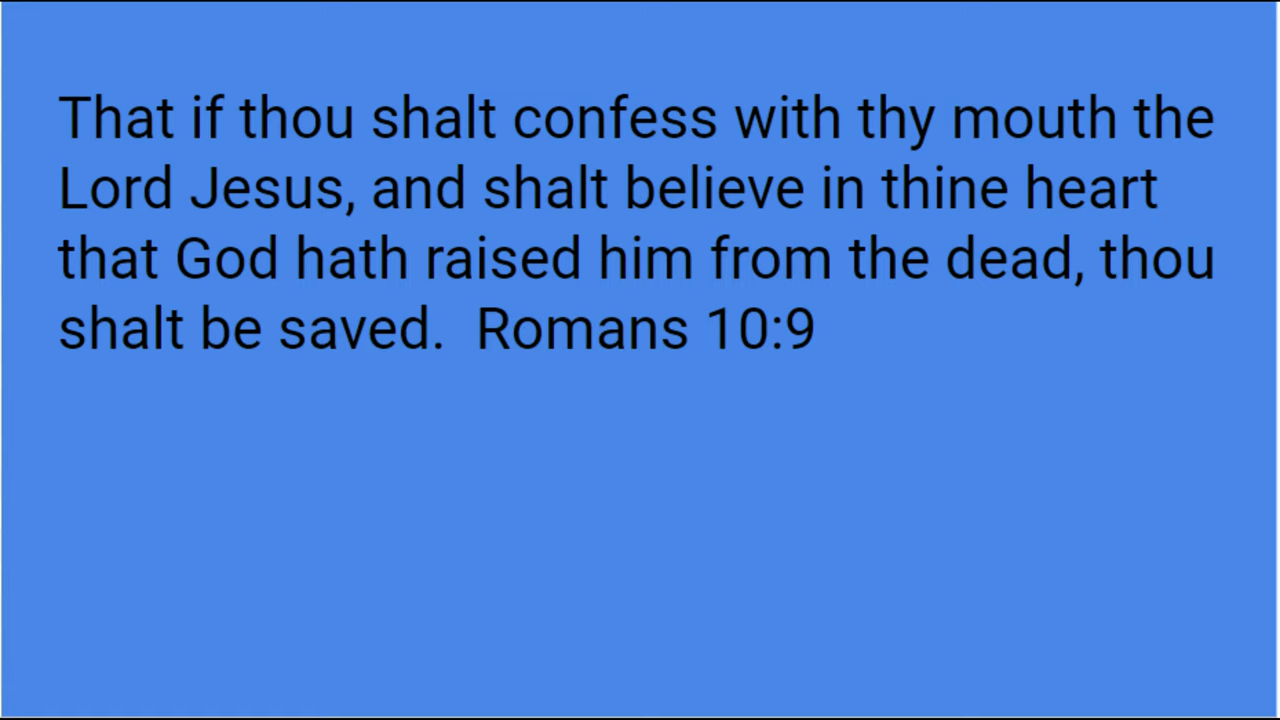 That if thou shalt confess with thy mouth the
Lord Jesus, and shalt believe in thine heart
that God hath raised him from the dead, thou
shalt be saved.  Romans 10:9